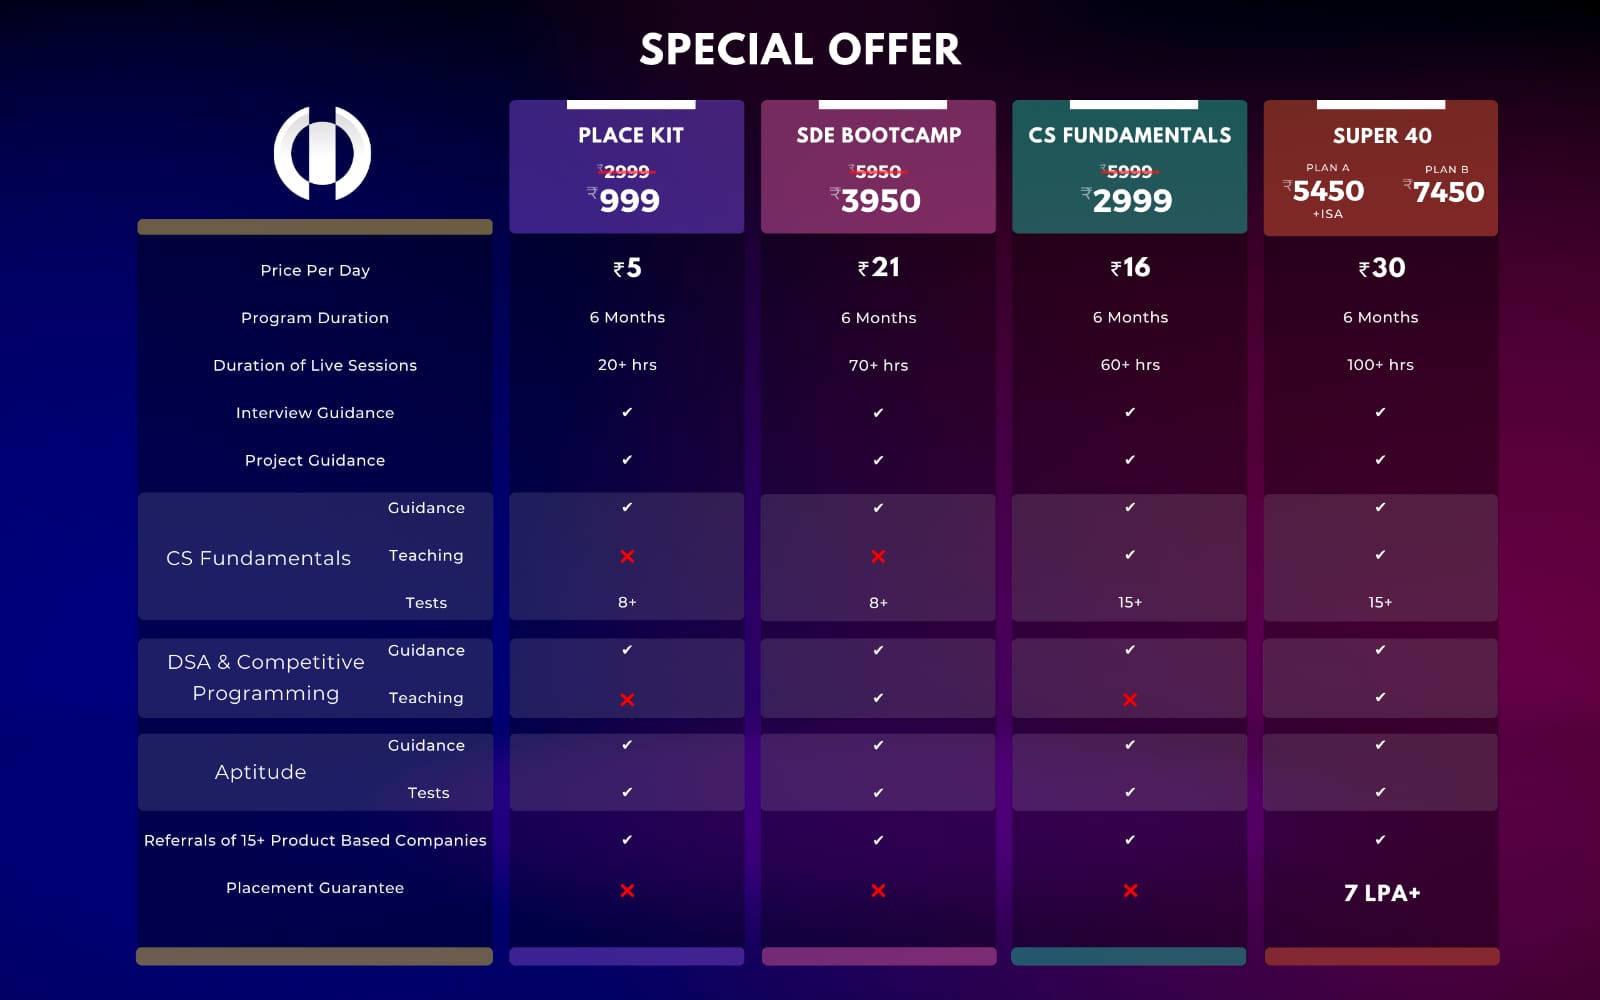 SPECIAL OFFER
PLACE KIT
₹2999
₹999
SDE BOOTCAMP
₹5950
₹3950
CS FUNDAMENTALS
₹5999
₹2999
SUPER 40
PLAN A
₹5450
+ISA
PLAN B
₹7450
Price Per Day ₹5 ₹21 ₹16 ₹30
Program Duration 6 Months 6 Months 6 Months 6 Months
Duration of Live Sessions 20+ hrs 70+ hrs 60+ hrs 100+ hrs
Interview Guidance ✔ ✔ ✔ ✔
Project Guidance ✔ ✔ ✔ ✔
CS Fundamentals
Guidance ✔ ✔ ✔ ✔
Teaching ✕ ✕ ✔ ✔
Tests 8+ 8+ 15+ 15+
DSA & Competitive
Programming
Guidance ✔ ✔ ✔ ✔
Teaching ✕ ✔ ✕ ✔
Aptitude
Guidance ✔ ✔ ✔ ✔
Tests ✔ ✔ ✔ ✔
Referrals of 15+ Product Based Companies ✔ ✔ ✔ ✔
Placement Guarantee ✕ ✕ ✕ 7 LPA+